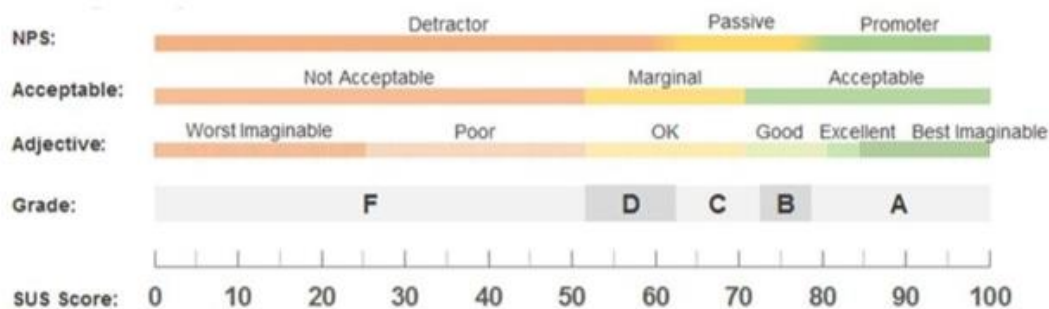 Detractor Passive Promoter
NPS:
Not Acceptable Marginal Acceptable
Acceptable:
Worst Imaginable Poor OK Good Excellent Best Imaginable
Adjective:
Grade: F D C B A
SUS Score: 0 10 20 30 40 50 60 70 80 90 100